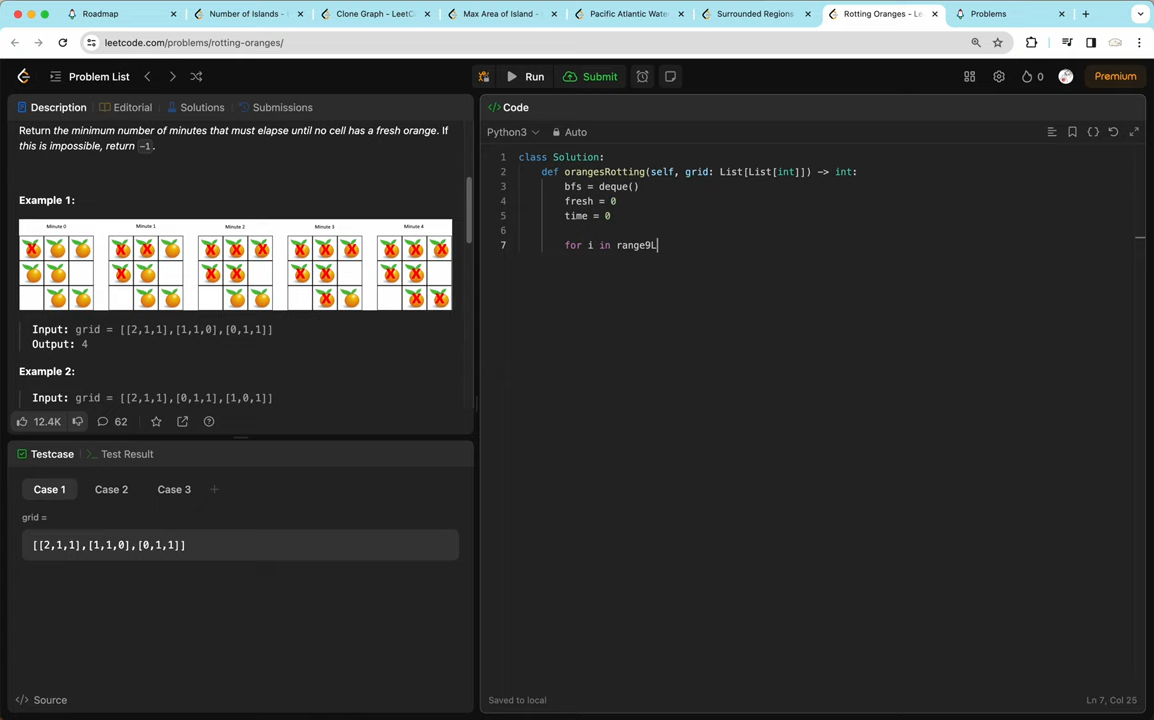 Roadmap
Number of Islands -
Clone Graph - LeetC
Max Area of Island -
Pacific Atlantic Wate
Surrounded Regions
Rotting Oranges - Le
Problems
leetcode.com/problems/rotting-oranges/
Problem List
Run
Submit
0
Premium
Description
Editorial
Solutions
Submissions
Return the minimum number of minutes that must elapse until no cell has a fresh orange. If
this is impossible, return -1.
Example 1:
Minute 0
Minute 1
Minute 2
Minute 3
Minute 4
Input: grid = [[2,1,1],[1,1,0],[0,1,1]]
Output: 4
Example 2:
Input: grid = [[2,1,1],[0,1,1],[1,0,1]]
12.4K
62
Testcase
Test Result
Case 1
Case 2
Case 3
grid =
[[2,1,1],[1,1,0],[0,1,1]]
Source
Code
Python3
Auto
1 class Solution:
2 def orangesRotting(self, grid: List[List[int]]) -> int:
3 bfs = deque()
4 fresh = 0
5 time = 0
6
7 for i in range9L
Saved to local
Ln 7, Col 25